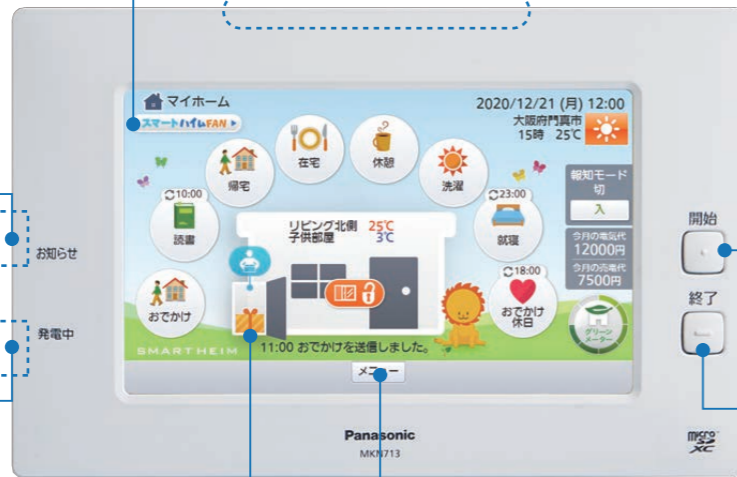 マイホーム
スマートハイムFAN
2020/12/21 (月) 12:00
大阪府門真市
15時 25℃
在宅
休憩
帰宅
洗濯
10:00
読書
23:00
就寝
報知モード
切
入
リビング北側 25℃
子供部屋 3℃
今月の電気代
12000円
今月の売電代
7500円
おでかけ
18:00
おでかけ
休日
グリーン
メーター
SMART HEIM
11:00 おでかけを送信しました。
メニュー
お知らせ
発電中
開始
終了
Panasonic
MKN713
micro
SD
XC